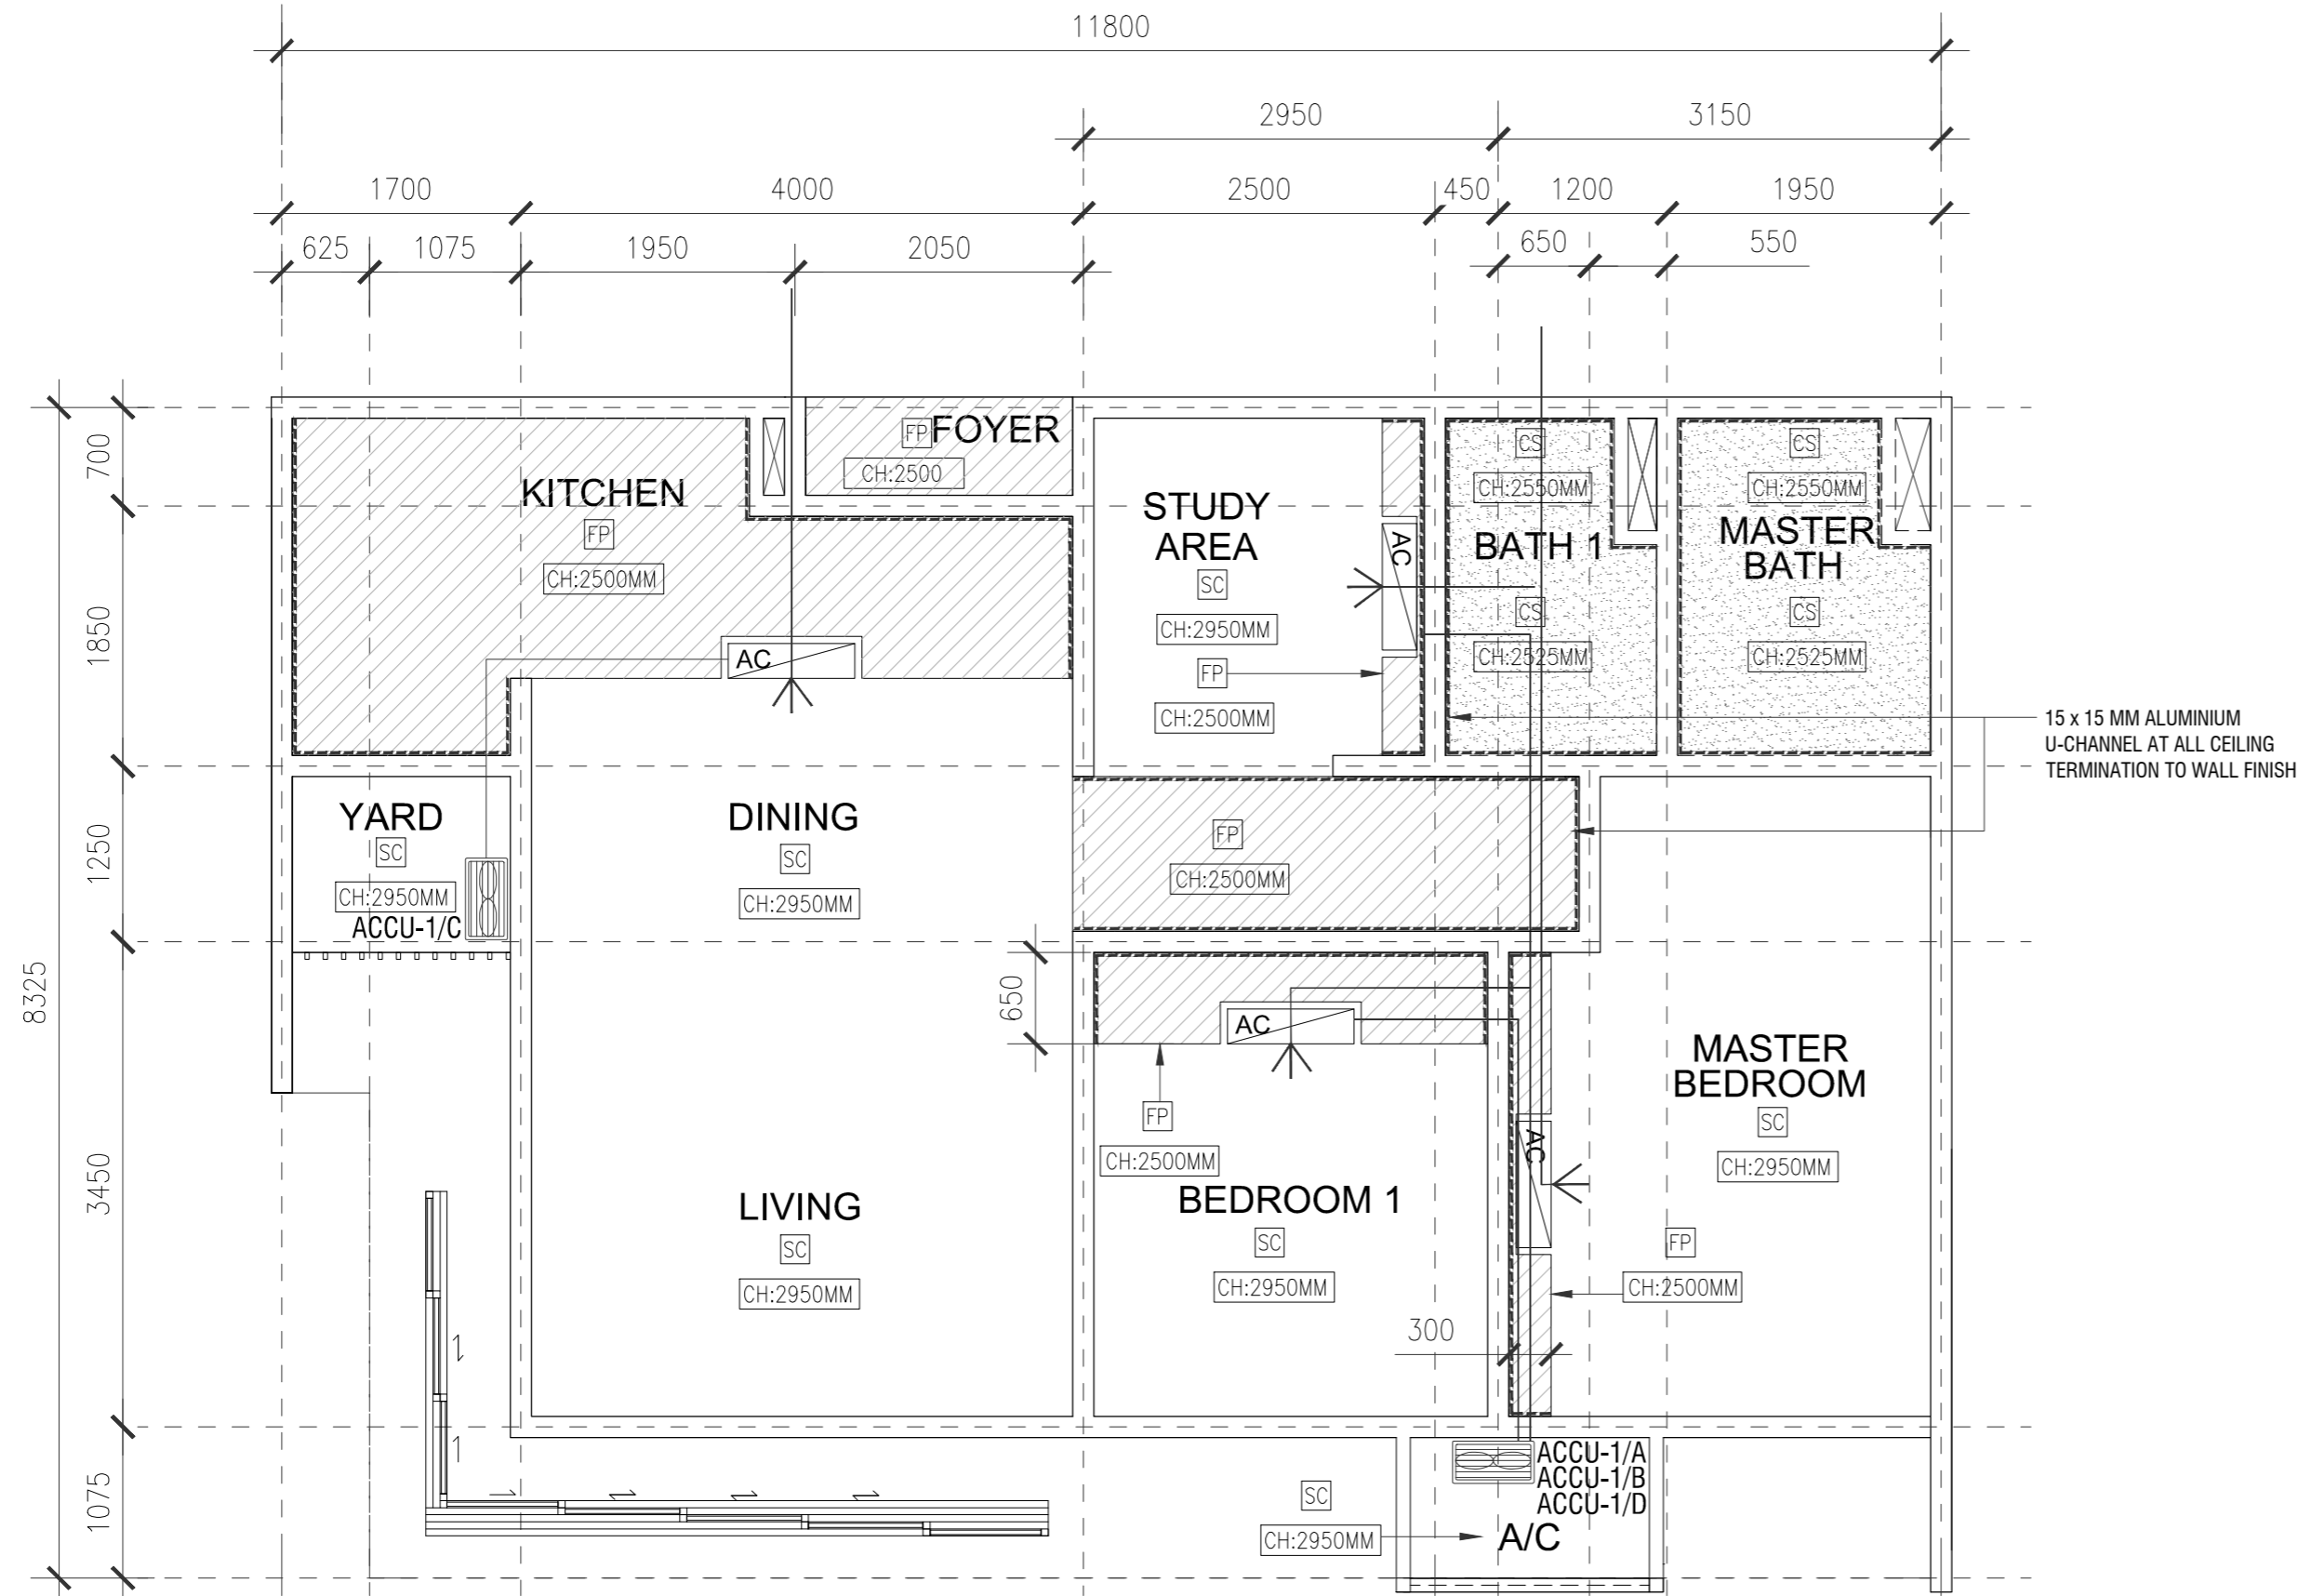 11800
2950
3150
1700
4000
2500
450
1200
1950
625
1075
1950
2050
650
550
700
1850
1250
3450
1075
8325
FP
FOYER
CH:2500
KITCHEN
FP
CH:2500MM
AC
STUDY
AREA
SC
CH:2950MM
FP
CH:2500MM
AC
CS
CH:2550MM
BATH 1
CS
CH:2525MM
CS
CH:2550MM
MASTER
BATH
CS
CH:2525MM
15 x 15 MM ALUMINIUM
U-CHANNEL AT ALL CEILING
TERMINATION TO WALL FINISH
YARD
SC
CH:2950MM
ACCU-1/C
DINING
SC
CH:2950MM
FP
CH:2500MM
650
AC
FP
CH:2500MM
BEDROOM 1
SC
CH:2950MM
MASTER
BEDROOM
SC
CH:2950MM
AC
FP
CH:2500MM
300
LIVING
SC
CH:2950MM
SC
CH:2950MM
ACCU-1/A
ACCU-1/B
ACCU-1/D
A/C